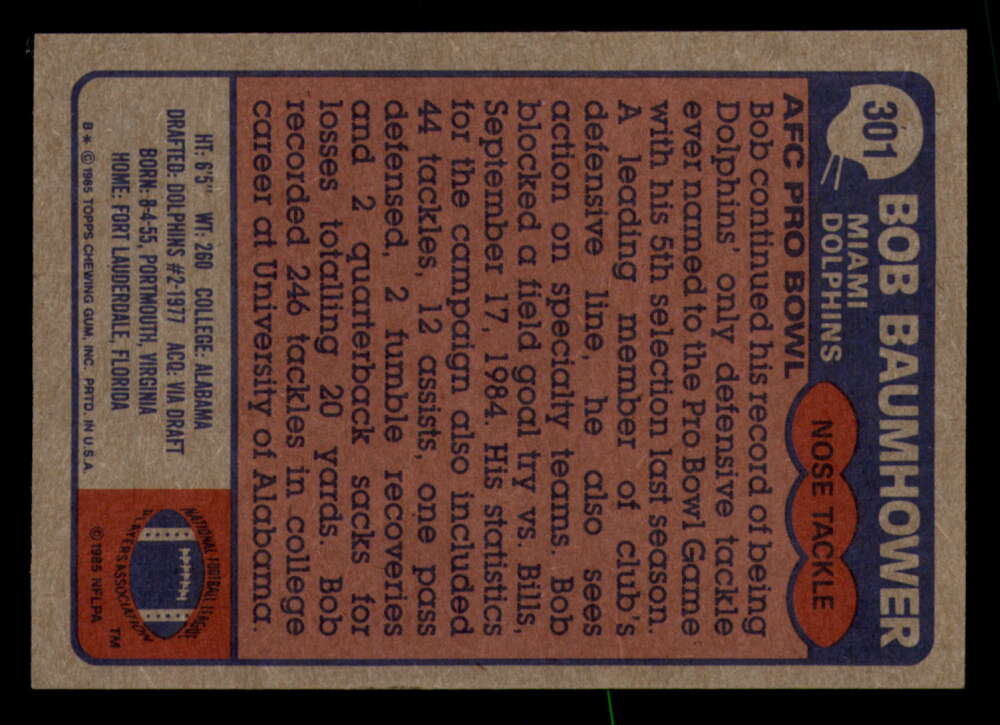 301
BOB BAUMHOWER
MIAMI
DOLPHINS
NOSE TACKLE
AFC PRO BOWL
Bob continued his record of being
Dolphins' only defensive tackle
ever named to the Pro Bowl Game
with his 5th selection last season.
A leading member of club's
defensive line, he also sees
action on specialty teams. Bob
blocked a field goal try vs. Bills,
September 17, 1984. His statistics
for the campaign also included
44 tackles, 12 assists, one pass
defensed, 2 fumble recoveries
and 2 quarterback sacks for
losses totalling 20 yards. Bob
recorded 246 tackles in college
career at University of Alabama.
HT: 6'5" WT: 260 COLLEGE: ALABAMA
DRAFTED: DOLPHINS #2-1977 ACQ: VIA DRAFT
BORN: 8-4-55, PORTMOUTH, VIRGINIA
HOME: FORT LAUDERDALE, FLORIDA
B* © 1985 TOPPS CHEWING GUM, INC. PRTD. IN U.S.A.
NATIONAL FOOTBALL LEAGUE
PLAYERS ASSOCIATION
TM
© 1985 NFLPA